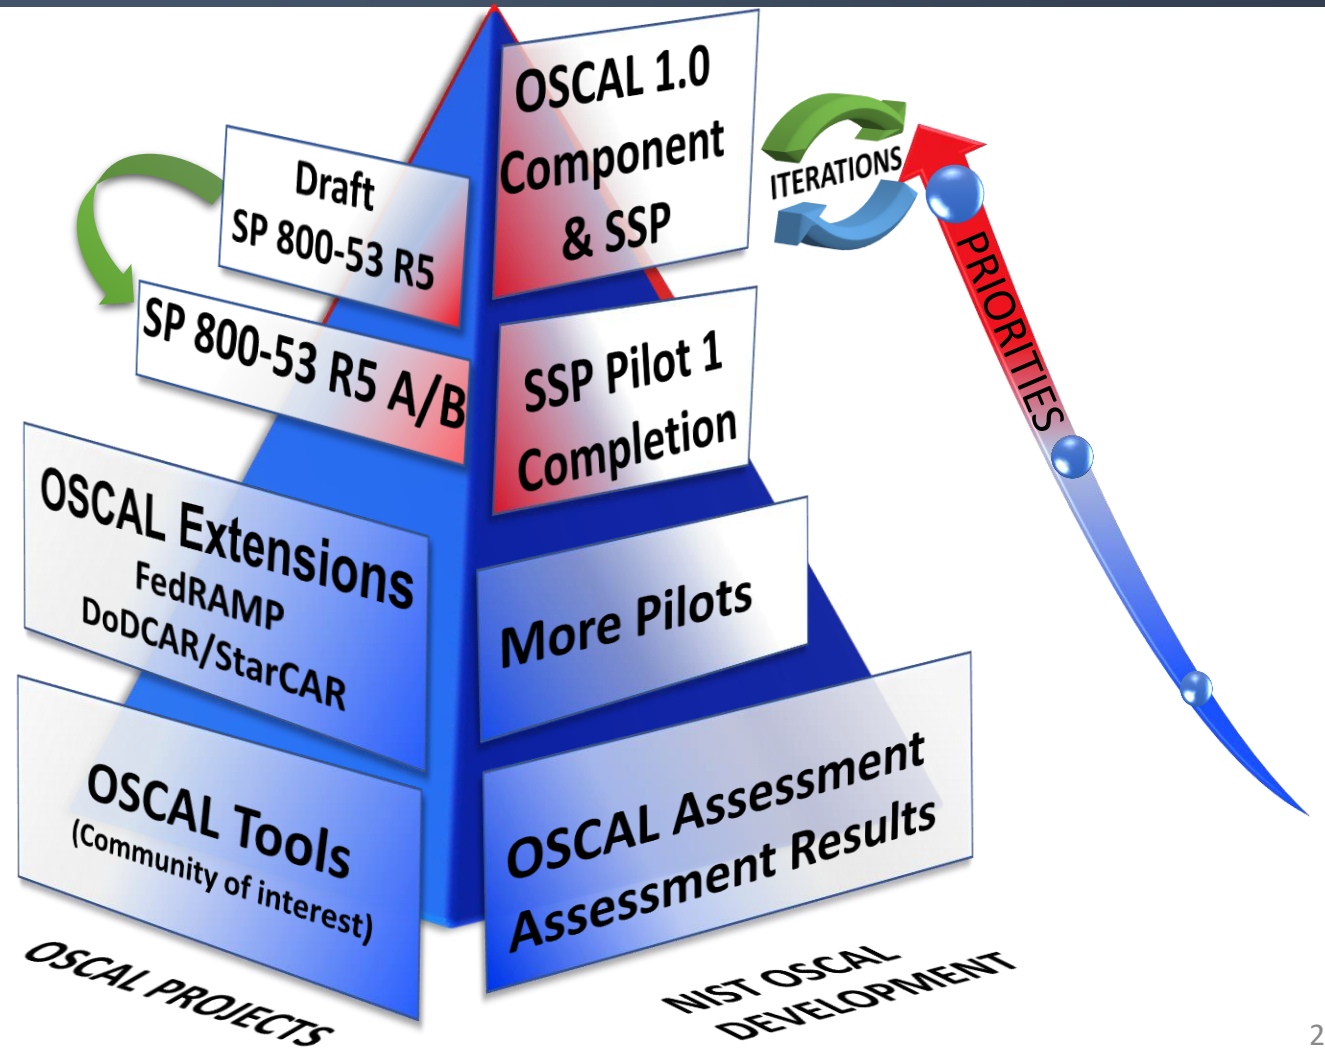 OSCAL 1.0
Component
& SSP
Draft
SP 800-53 R5
ITERATIONS
PRIORITIES
SP 800-53 R5 A/B
SSP Pilot 1
Completion
OSCAL Extensions
FedRAMP
DoDCAR/StarCAR
More Pilots
OSCAL Tools
(Community of interest)
OSCAL Assessment
Assessment Results
OSCAL PROJECTS
NIST OSCAL
DEVELOPMENT
2